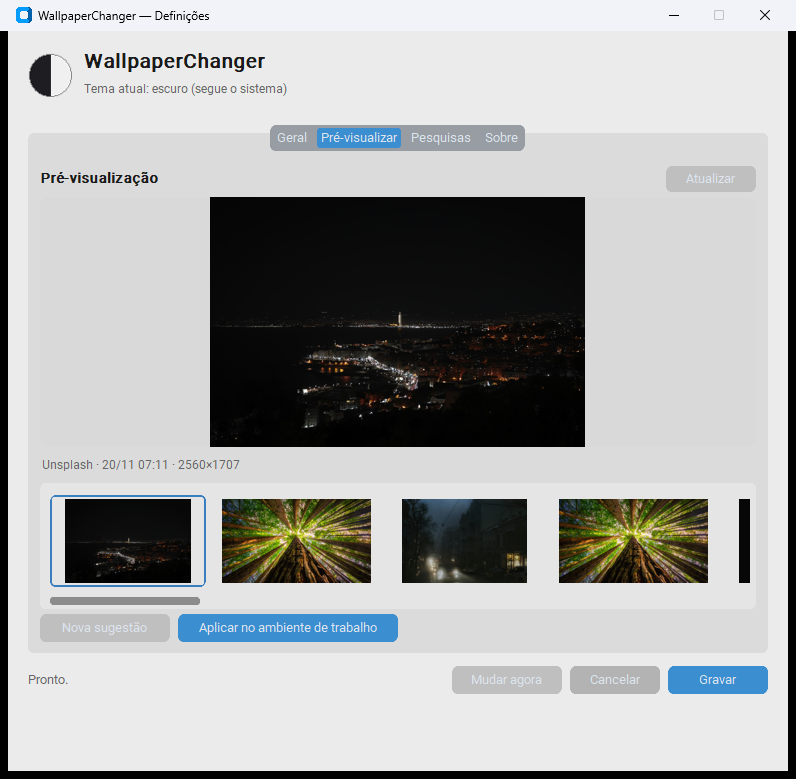 WallpaperChanger — Definições
WallpaperChanger
Tema atual: escuro (segue o sistema)
Geral Pré-visualizar Pesquisas Sobre
Pré-visualização
Atualizar
Unsplash · 20/11 07:11 · 2560×1707
Nova sugestão
Aplicar no ambiente de trabalho
Pronto.
Mudar agora
Cancelar
Gravar